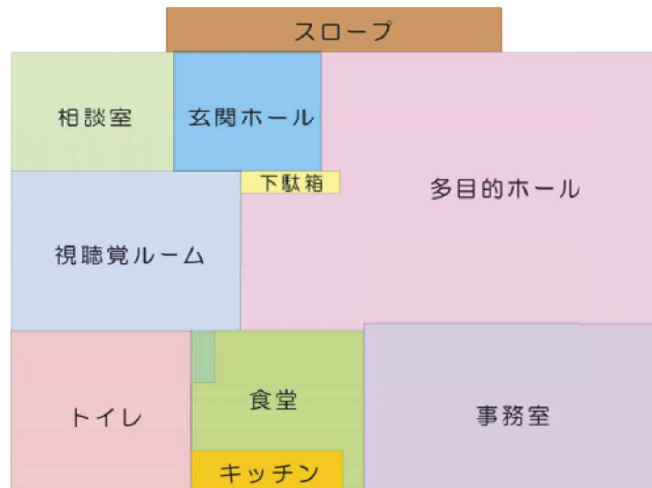 スロープ
相談室
玄関ホール
下駄箱
多目的ホール
視聴覚ルーム
トイレ
食堂
事務室
キッチン